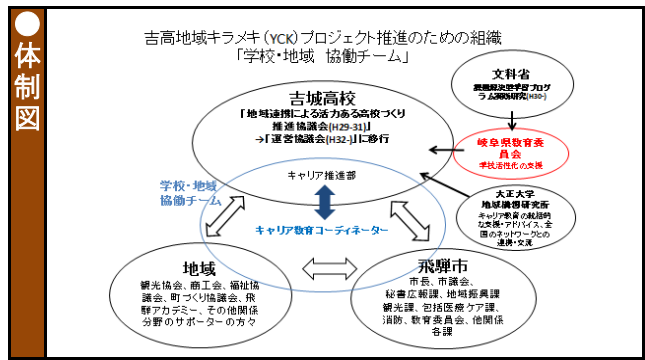 ●体制図
吉高地域キラメキ(YCK)プロジェクト推進のための組織
「学校・地域 協働チーム」
文科省
課題解決型学習プログ
ラム実践研究(H30-)
吉城高校
「地域連携による活力ある高校づくり
推進協議会(H29-31)」
→「運営協議会(H32-)」に移行
岐阜県教育委
員会
学校活性化の支援
キャリア推進部
学校・地域
協働チーム
キャリア教育コーディネーター
大正大学
地域構想研究所
キャリア教育の総括的
な支援・アドバイス、全
国のネットワークとの
連携・交流
地域
観光協会、商工会、福祉協
議会、町づくり協議会、飛
騨アカデミー、その他関係
分野のサポーターの方々
飛騨市
市長、市議会、
秘書広報課、地域振興課
観光課、包括医療ケア課、
消防、教育委員会、他関係
各課